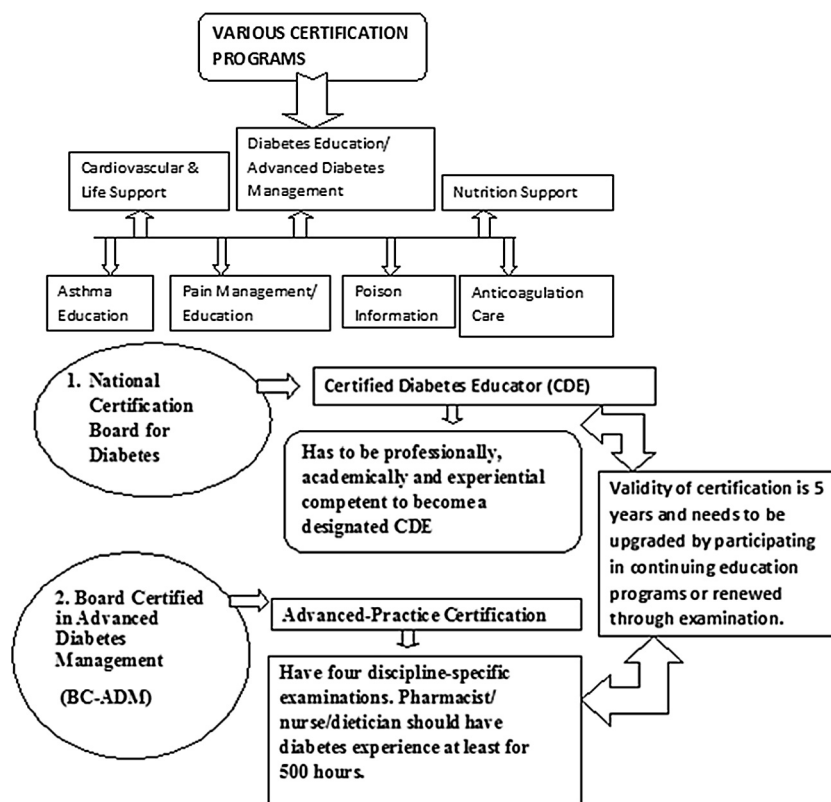 VARIOUS CERTIFICATION
PROGRAMS
Cardiovascular &
Life Support
Diabetes Education/
Advanced Diabetes
Management
Nutrition Support
Asthma
Education
Pain Management/
Education
Poison
Information
Anticoagulation
Care
1. National
Certification
Board for
Diabetes
Certified Diabetes Educator (CDE)
Has to be professionally,
academically and experiential
competent to become a
designated CDE
Validity of certification is 5
years and needs to be
upgraded by participating
in continuing education
programs or renewed
through examination.
2. Board Certified
in Advanced
Diabetes
Management
(BC-ADM)
Advanced-Practice Certification
Have four discipline-specific
examinations. Pharmacist/
nurse/dietician should have
diabetes experience at least for
500 hours.